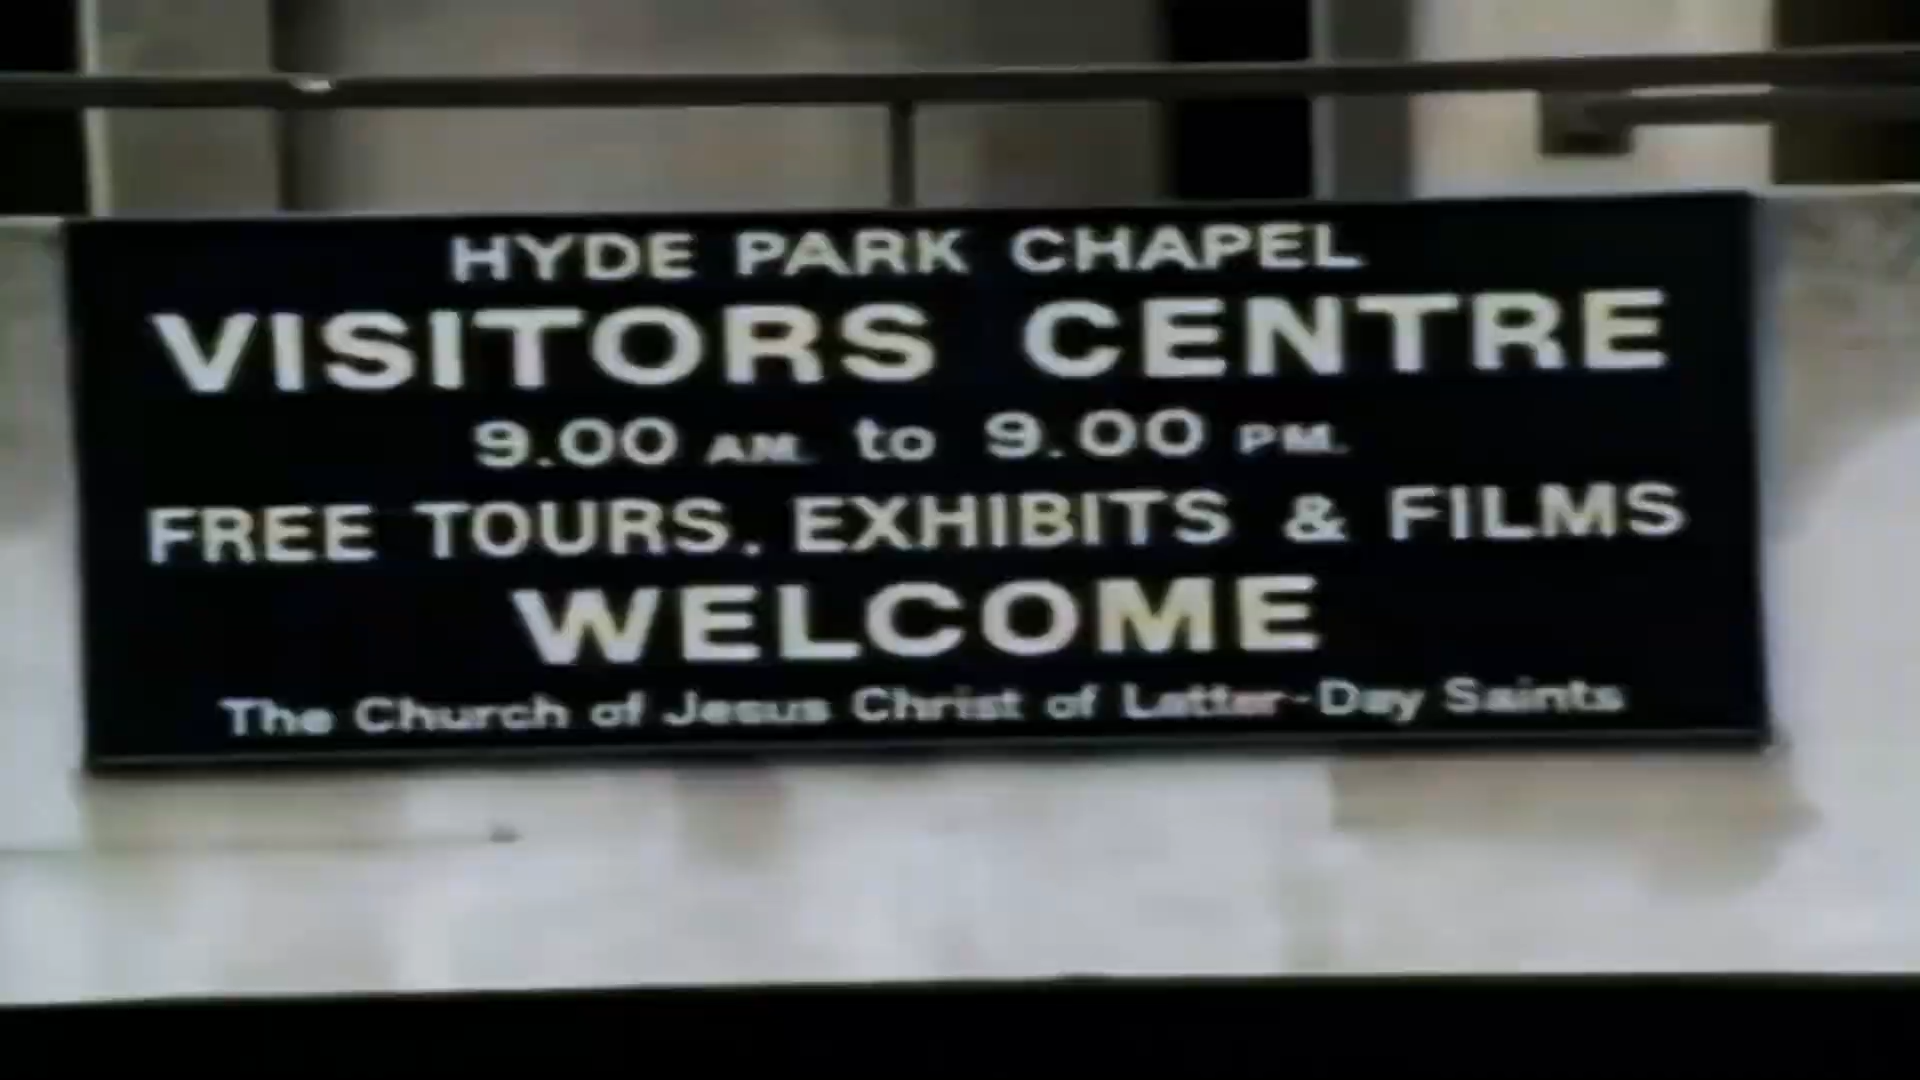 HYDE PARK CHAPEL
VISITORS CENTRE
9.00 AM. to 9.00 PM.
FREE TOURS. EXHIBITS & FILMS
WELCOME
The Church of Jesus Christ of Latter-Day Saints